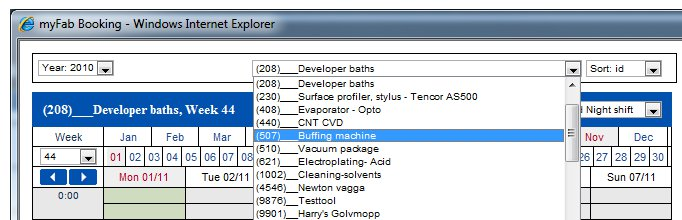 myFab Booking - Windows Internet Explorer
Year: 2010 (208)___Developer baths Sort: id
(208)___Developer baths
(230)___Surface profiler, stylus - Tencor AS500
(408)___Evaporator - Opto
(440)___CNT CVD
(507)___Buffing machine
(510)___Vacuum package
(621)___Electroplating- Acid
(1002)___Cleaning-solvents
(4546)___Newton vagga
(9876)___Testtool
(9901)___Harry's Golvmopp
(208)___Developer baths, Week 44 Night shift
Week Jan Feb Mar Nov Dec
44 01 02 03 04 05 06 07 08 26 27 28 29 30
Mon 01/11 Tue 02/11 Sun 07/11
0:00